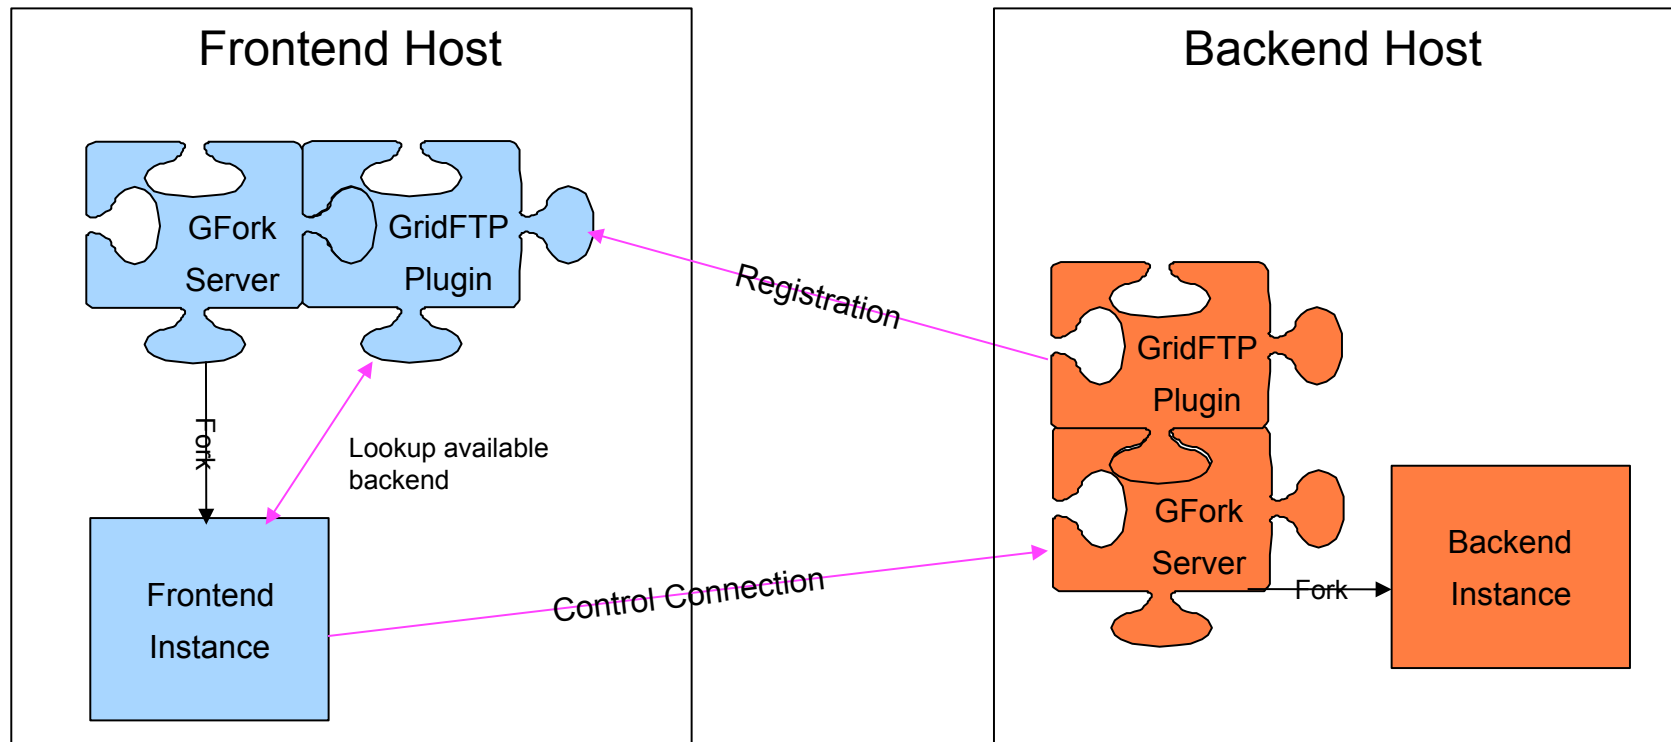 Frontend Host
Backend Host
GFork
Server
GridFTP
Plugin
Registration
GridFTP
Plugin
Fork
Lookup available
backend
GFork
Server
Backend
Instance
Fork
Frontend
Instance
Control Connection